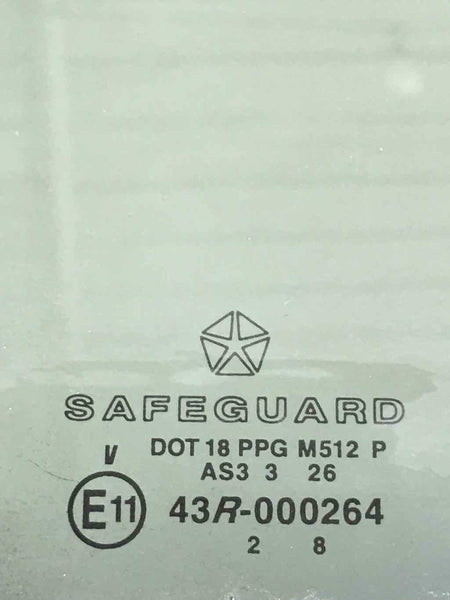 SAFEGUARD
V DOT 18 PPG M512 P
AS3 3 26
E11 43R-000264
2 8